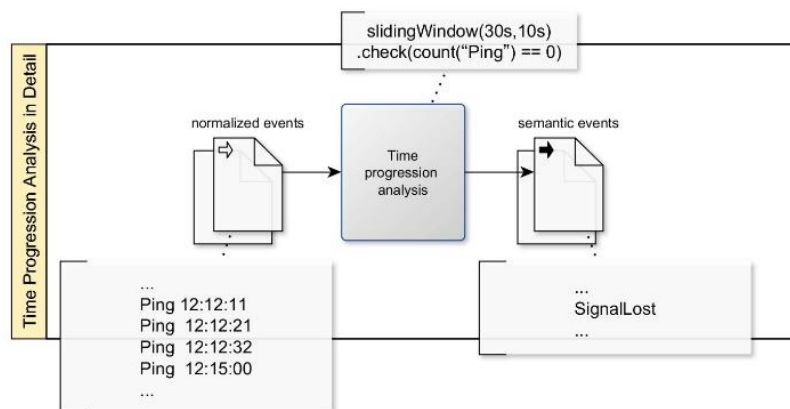 slidingWindow(30s,10s)
.check(count(“Ping”) == 0)
Time Progression Analysis in Detail
normalized events
semantic events
Time
progression
analysis
...
Ping 12:12:11
Ping 12:12:21
Ping 12:12:32
Ping 12:15:00
...
...
SignalLost
...